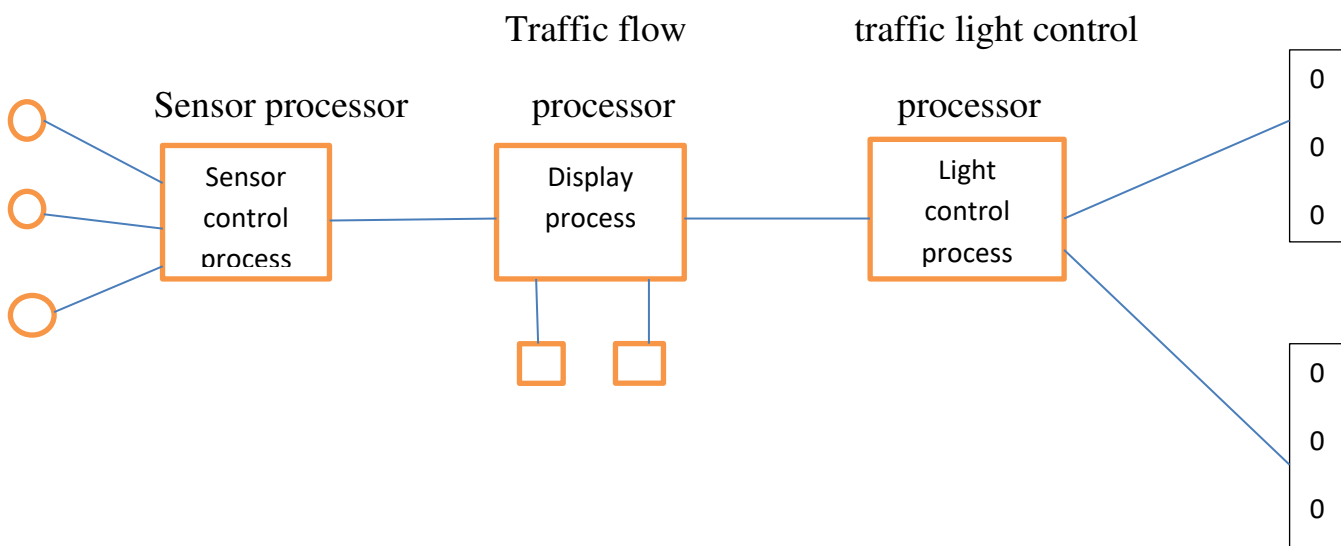 Traffic flow traffic light control
Sensor processor processor processor
Sensor
control
process
Display
process
Light
control
process
0
0
0
0
0
0